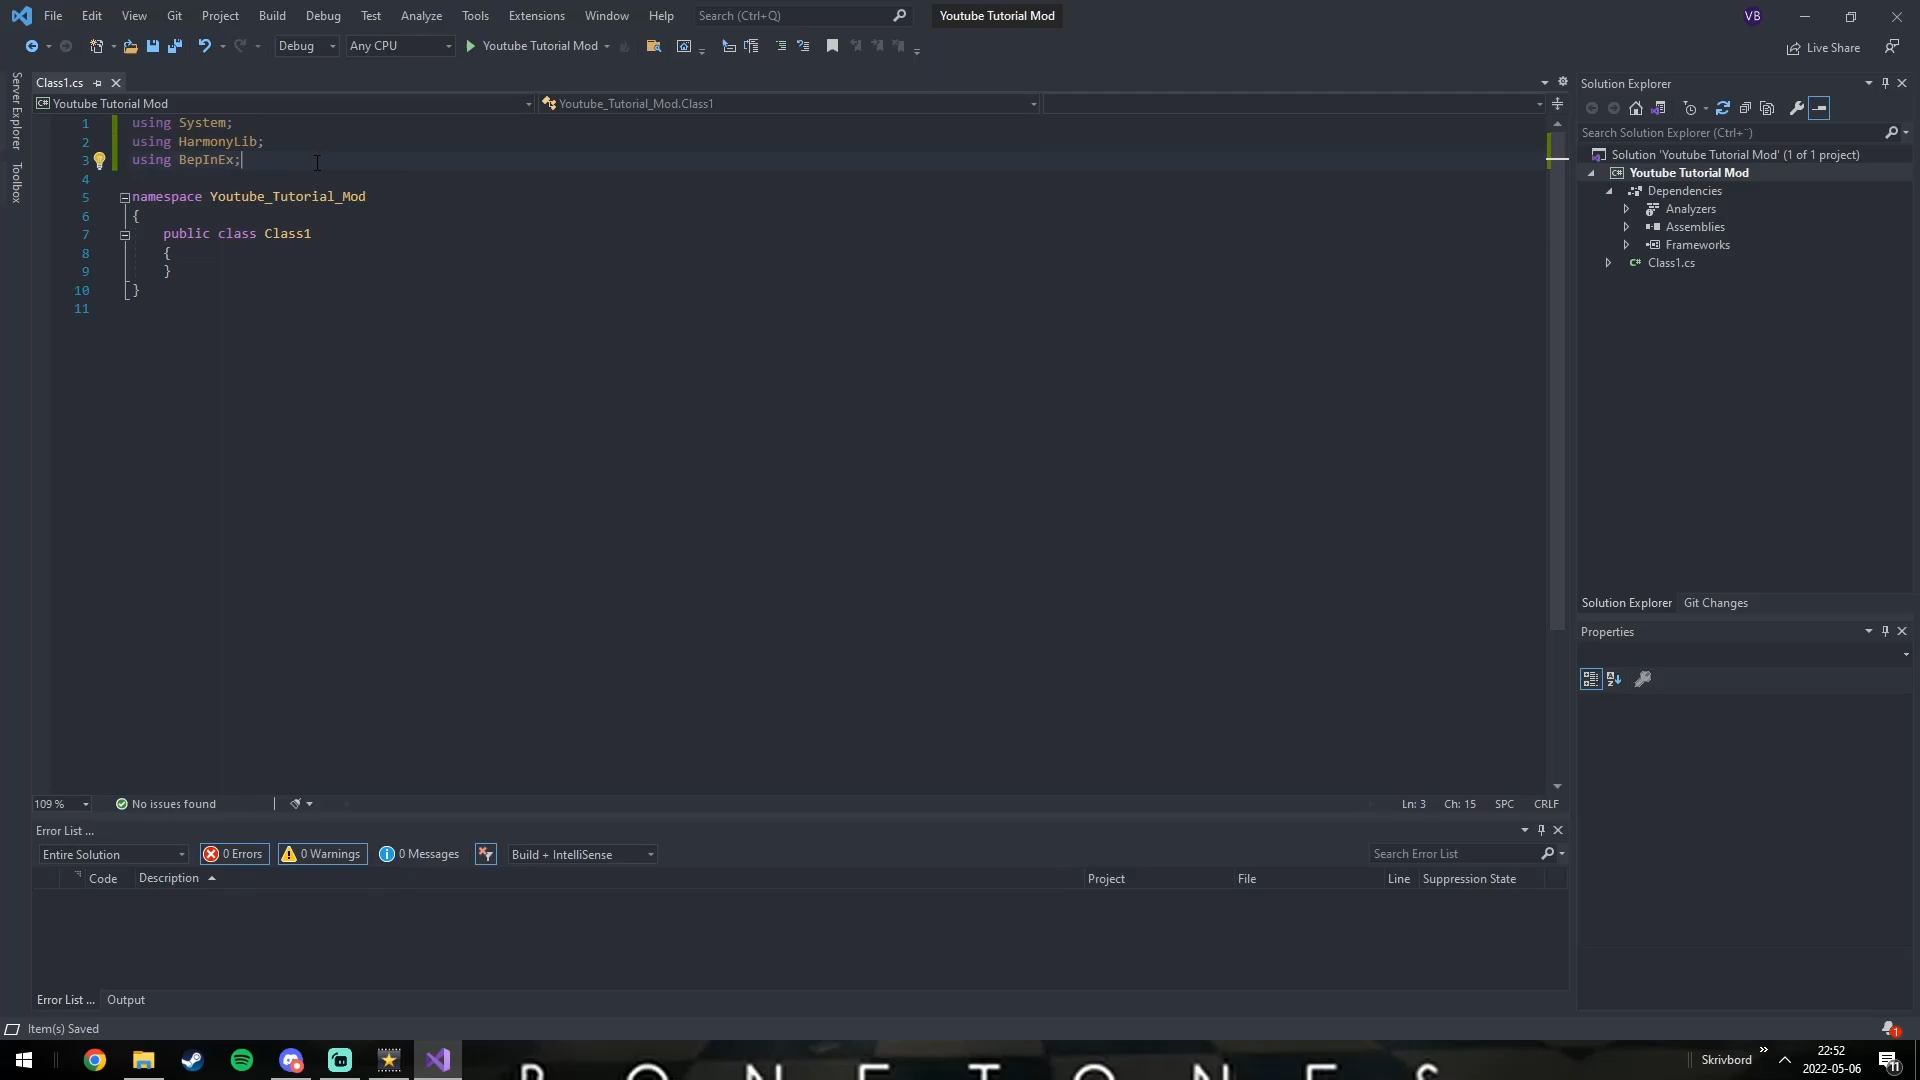 File Edit View Git Project Build Debug Test Analyze Tools Extensions Window Help Search (Ctrl+Q) Youtube Tutorial Mod VB
Debug Any CPU Youtube Tutorial Mod Live Share
Server Explorer
Toolbox
Class1.cs
Youtube Tutorial Mod Youtube_Tutorial_Mod.Class1
1 using System;
2 using HarmonyLib;
3 using BepInEx;
4
5 namespace Youtube_Tutorial_Mod
6 {
7 public class Class1
8 {
9 }
10 }
11
109 % No issues found Ln: 3 Ch: 15 SPC CRLF
Error List ...
Entire Solution 0 Errors 0 Warnings 0 Messages Build + IntelliSense Search Error List
Code Description Project File Line Suppression State
Error List ... Output
Solution Explorer
Search Solution Explorer (Ctrl+¨)
Solution 'Youtube Tutorial Mod' (1 of 1 project)
Youtube Tutorial Mod
Dependencies
Analyzers
Assemblies
Frameworks
Class1.cs
Solution Explorer Git Changes
Properties
Item(s) Saved 1
Skrivbord 22:52
2022-05-06 11